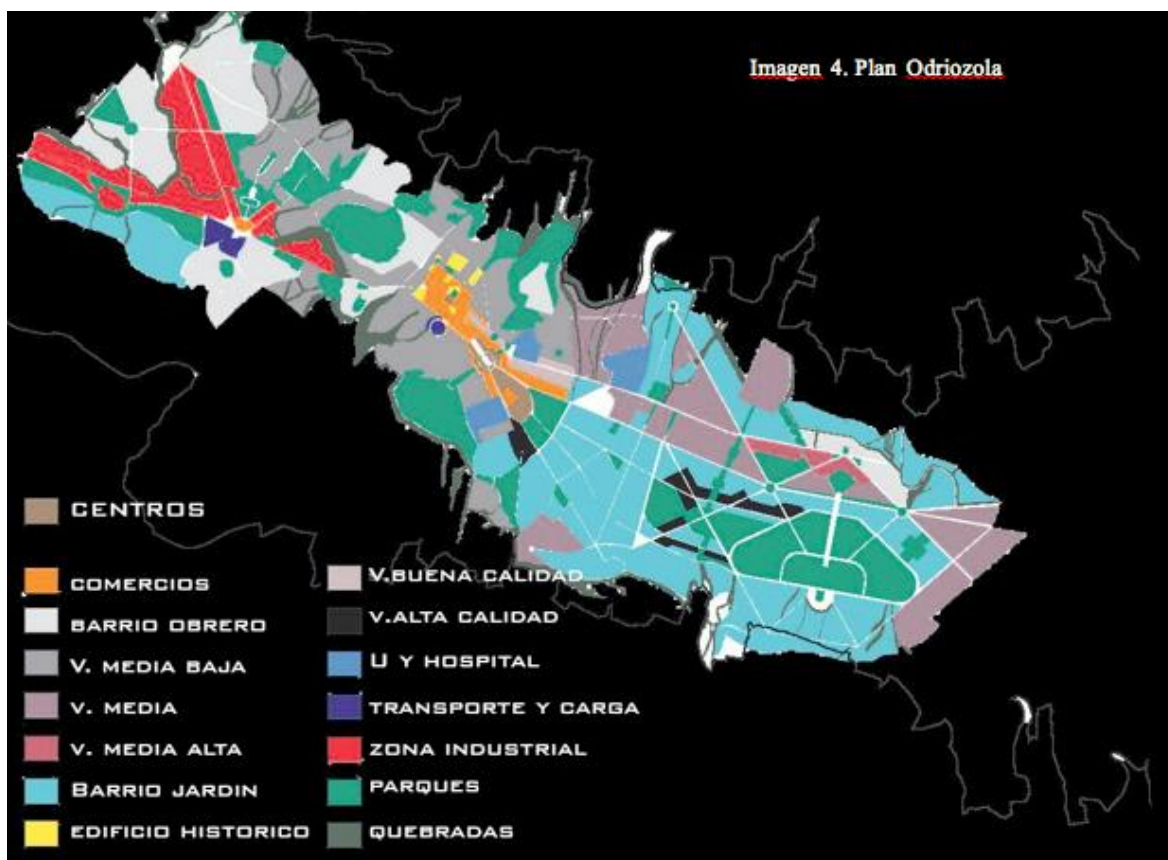 Imagen 4. Plan Odriozola
CENTROS
COMERCIOS
BARRIO OBRERO
V. MEDIA BAJA
V. MEDIA
V. MEDIA ALTA
BARRIO JARDIN
EDIFICIO HISTORICO
V.BUENA CALIDAD
V.ALTA CALIDAD
U Y HOSPITAL
TRANSPORTE Y CARGA
ZONA INDUSTRIAL
PARQUES
QUEBRADAS